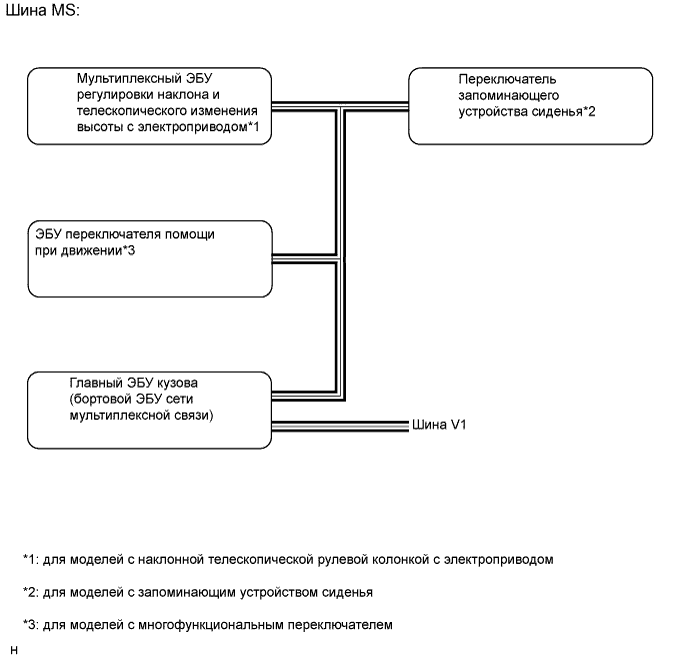 Шина MS:
Мультиплексный ЭБУ
регулировки наклона и
телескопического изменения
высоты с электроприводом*1
Переключатель
запоминающего
устройства сиденья*2
ЭБУ переключателя помощи
при движении*3
Главный ЭБУ кузова
(бортовой ЭБУ сети
мультиплексной связи)
Шина V1
*1: для моделей с наклонной телескопической рулевой колонкой с электроприводом
*2: для моделей с запоминающим устройством сиденья
*3: для моделей с многофункциональным переключателем
н